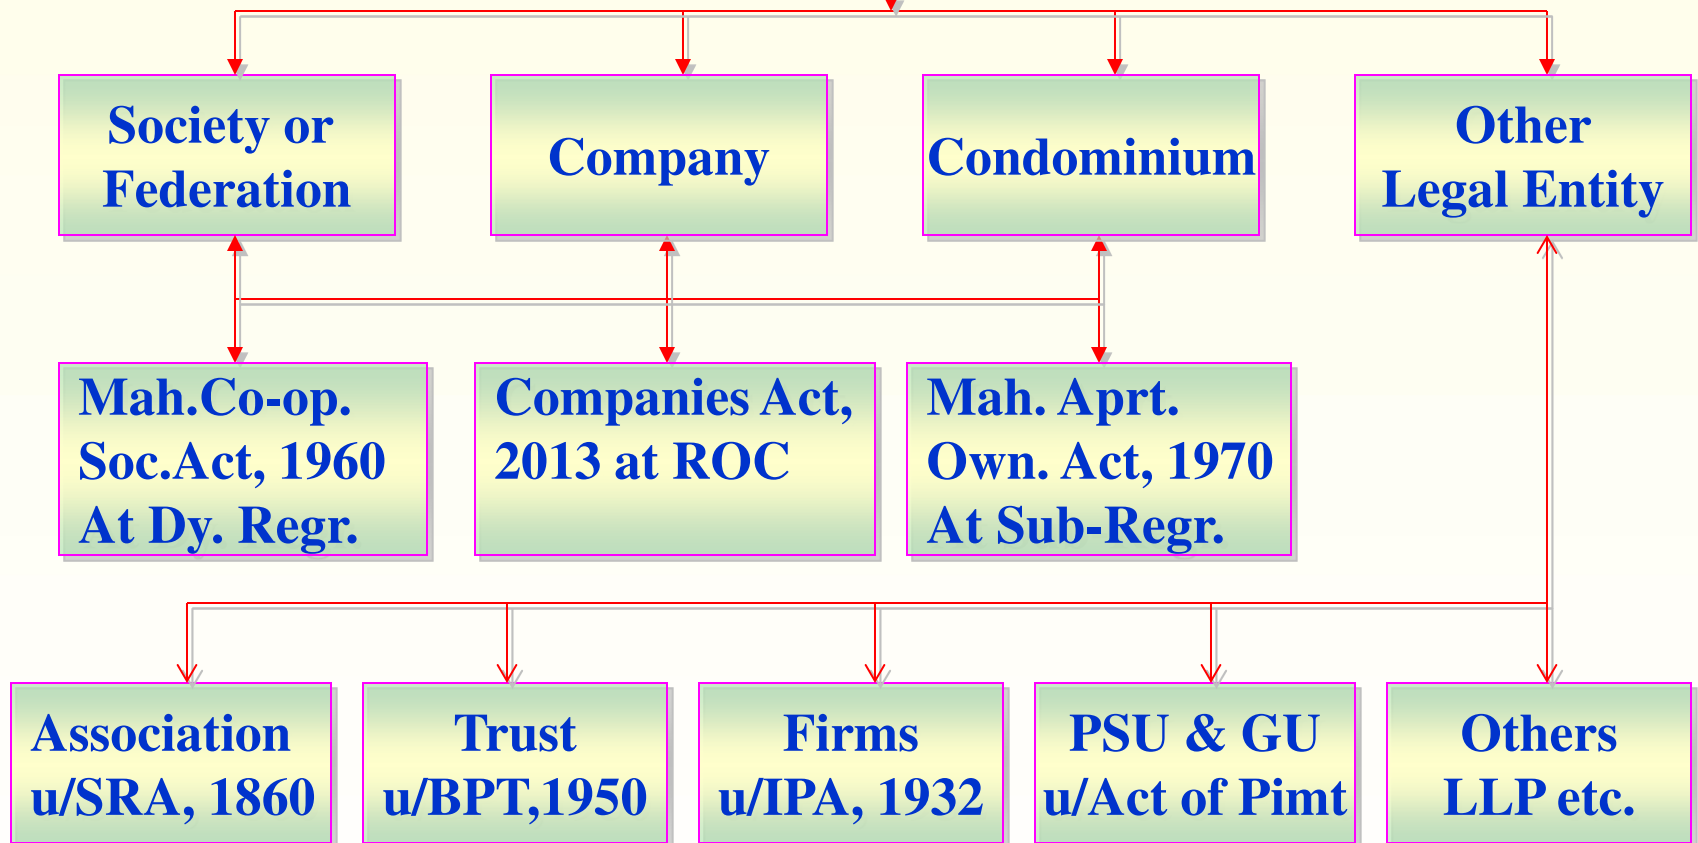 Society or
Federation
Company
Condominium
Other
Legal Entity
Mah.Co-op.
Soc.Act, 1960
At Dy. Regr.
Companies Act,
2013 at ROC
Mah. Aprt.
Own. Act, 1970
At Sub-Regr.
Association
u/SRA, 1860
Trust
u/BPT,1950
Firms
u/IPA, 1932
PSU & GU
u/Act of Pimt
Others
LLP etc.